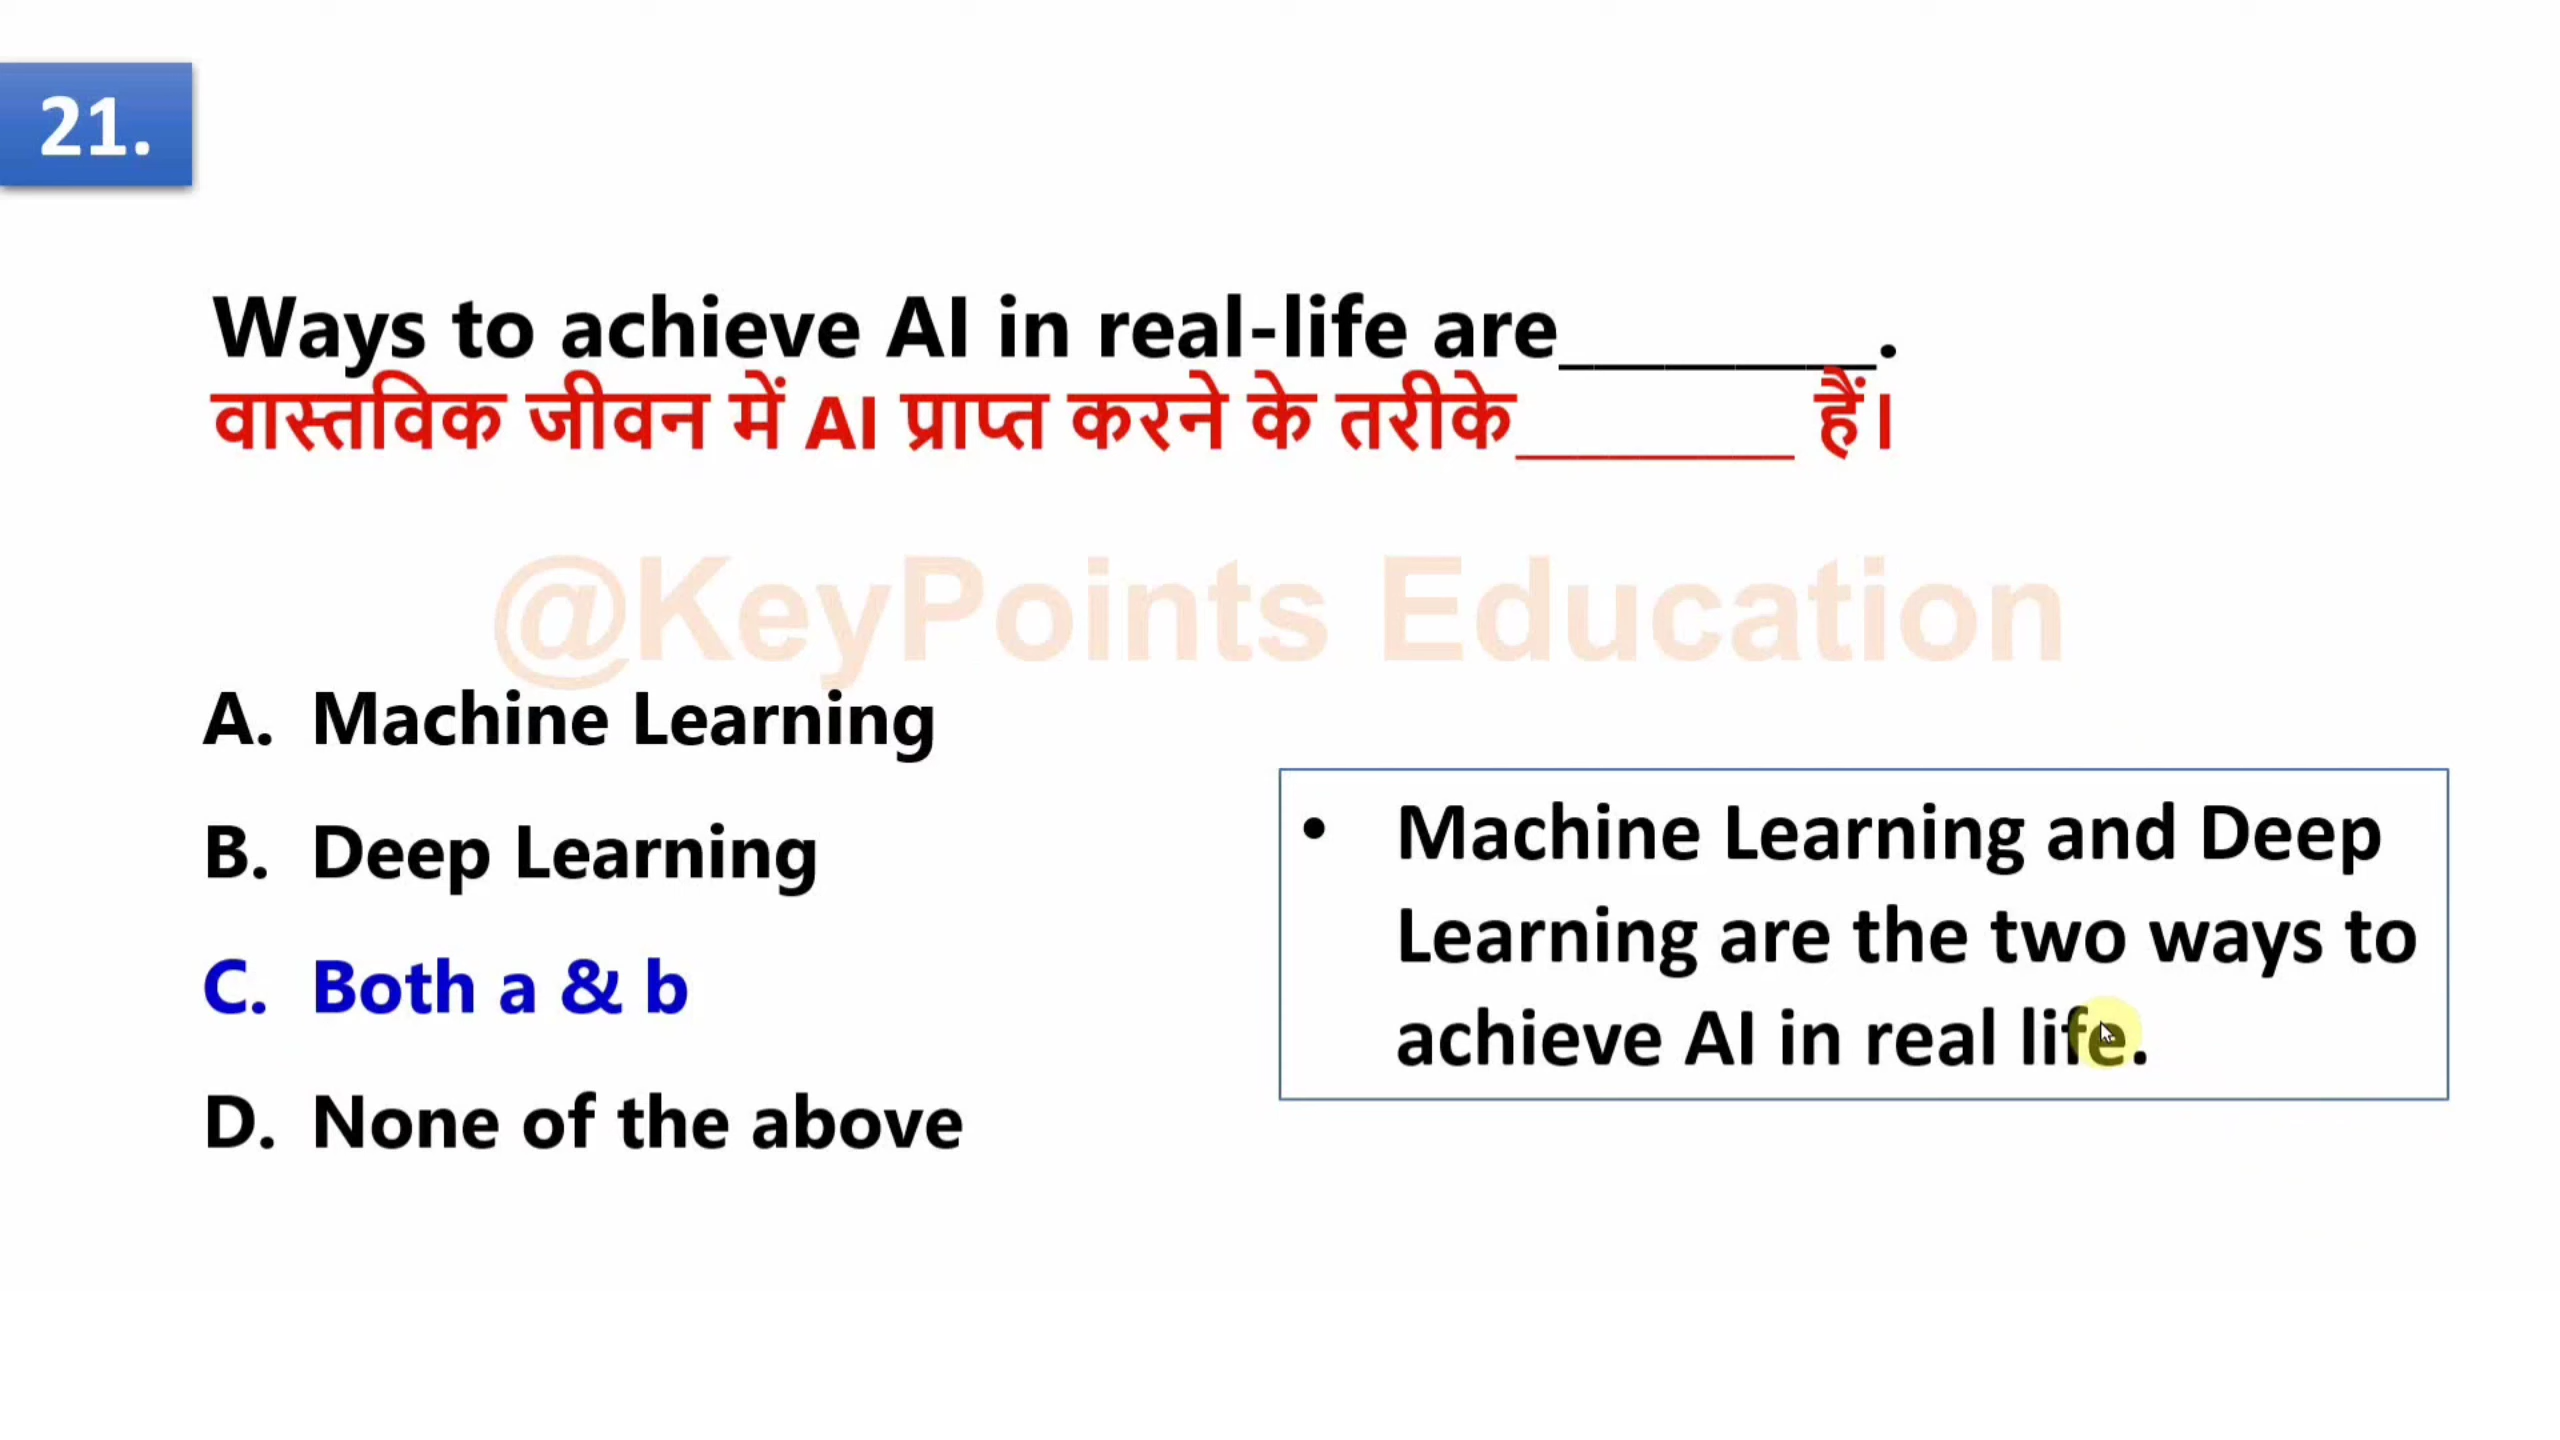 21.
Ways to achieve AI in real-life are_________.
वास्तविक जीवन में AI प्राप्त करने के तरीके________ हैं।
@KeyPoints Education
A. Machine Learning
B. Deep Learning
C. Both a & b
D. None of the above
• Machine Learning and Deep
Learning are the two ways to
achieve AI in real life.